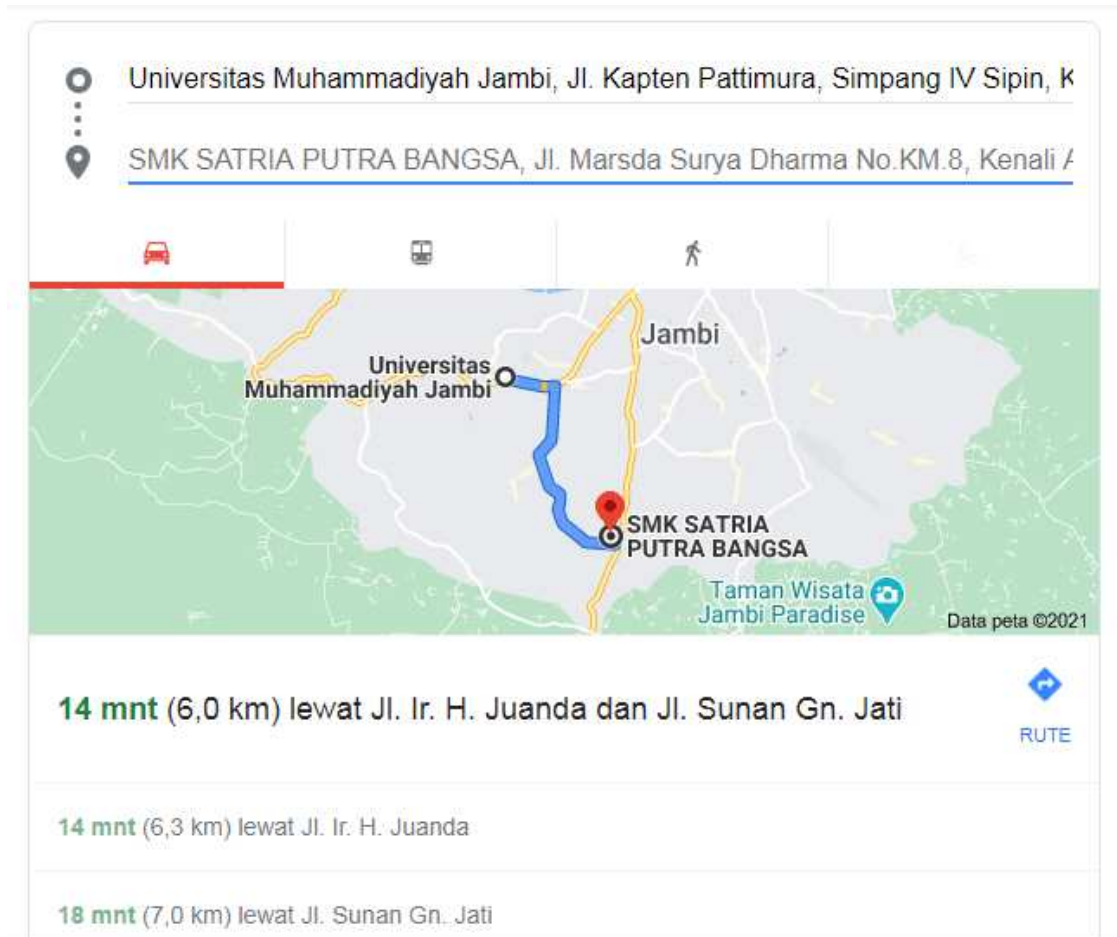 Universitas Muhammadiyah Jambi, Jl. Kapten Pattimura, Simpang IV Sipin, K
SMK SATRIA PUTRA BANGSA, Jl. Marsda Surya Dharma No.KM.8, Kenali A
Jambi
Universitas
Muhammadiyah Jambi
SMK SATRIA
PUTRA BANGSA
Taman Wisata
Jambi Paradise
Data peta ©2021
14 mnt (6,0 km) lewat Jl. Ir. H. Juanda dan Jl. Sunan Gn. Jati
RUTE
14 mnt (6,3 km) lewat Jl. Ir. H. Juanda
18 mnt (7,0 km) lewat Jl. Sunan Gn. Jati